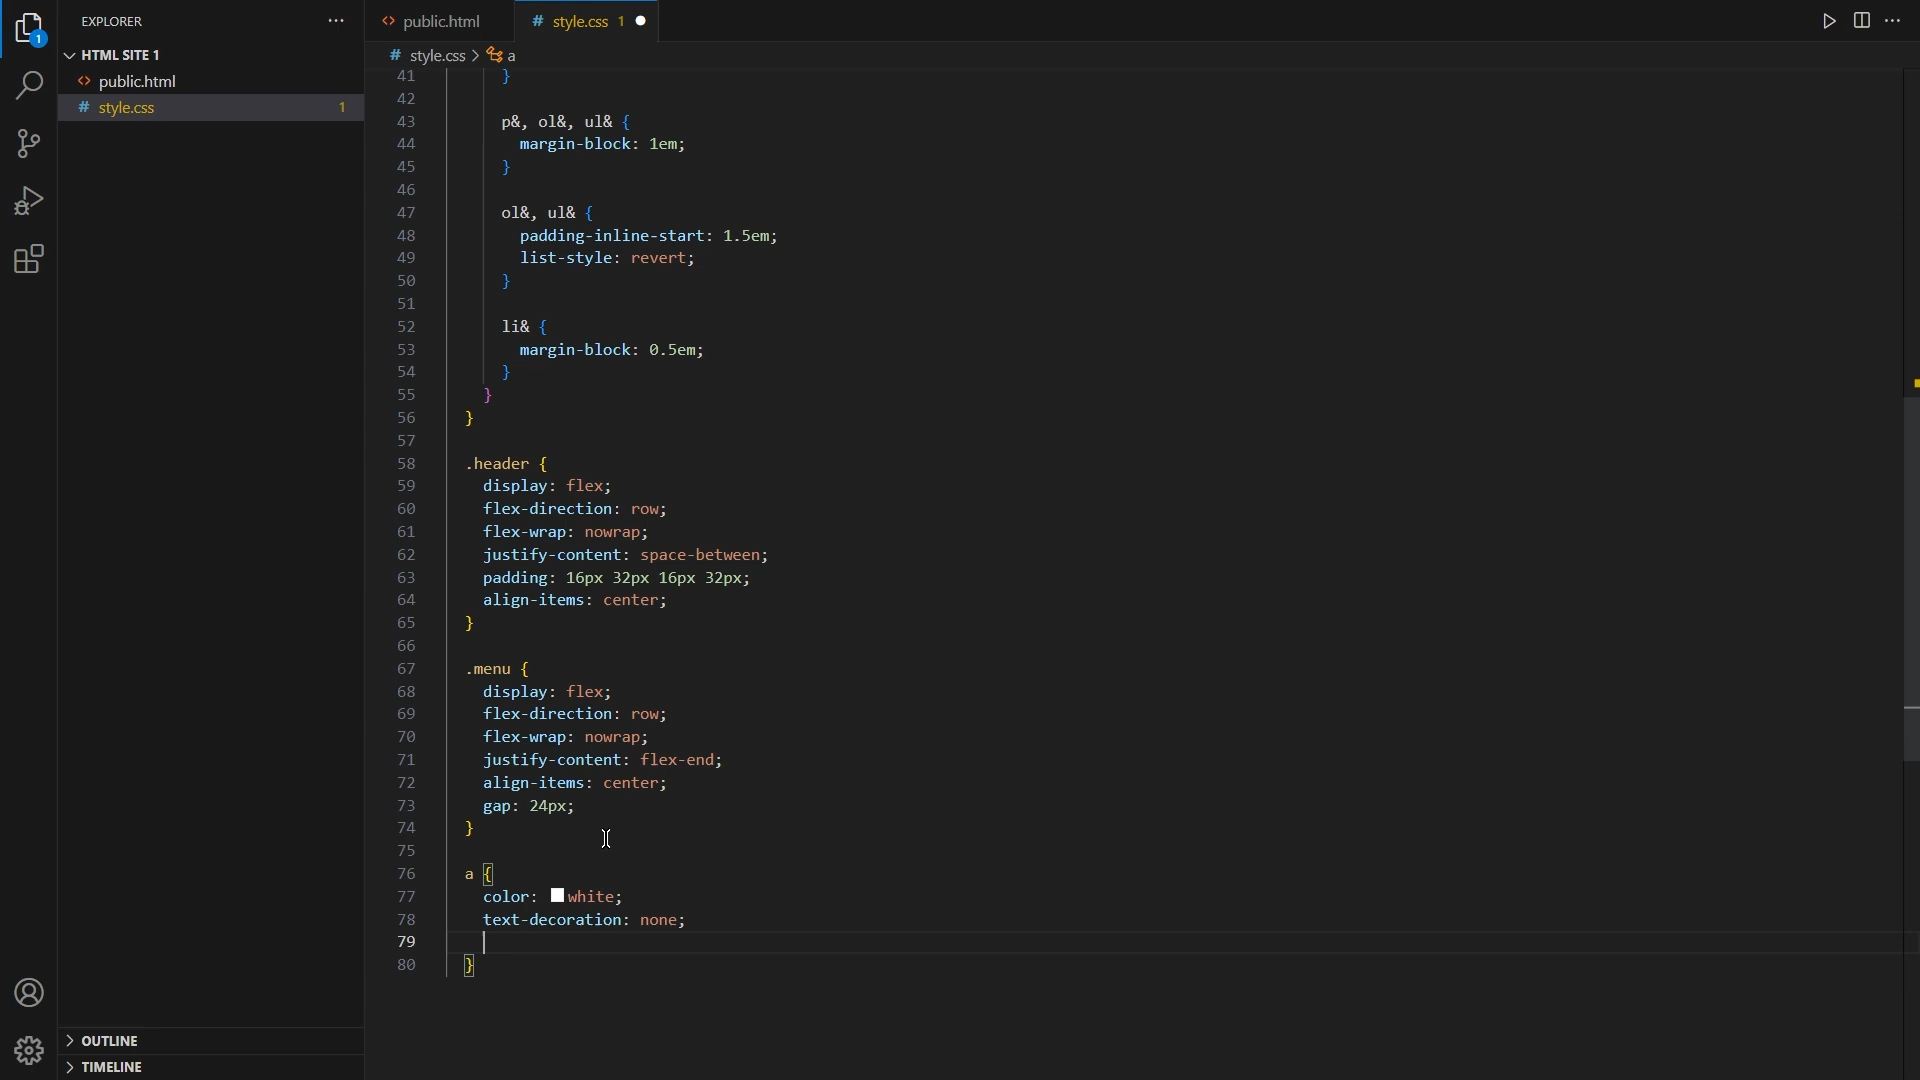 EXPLORER
HTML SITE 1
public.html
style.css 1
OUTLINE
TIMELINE
1
public.html
style.css 1
style.css > a
41 }
42
43 p&, ol&, ul& {
44 margin-block: 1em;
45 }
46
47 ol&, ul& {
48 padding-inline-start: 1.5em;
49 list-style: revert;
50 }
51
52 li& {
53 margin-block: 0.5em;
54 }
55 }
56 }
57
58 .header {
59 display: flex;
60 flex-direction: row;
61 flex-wrap: nowrap;
62 justify-content: space-between;
63 padding: 16px 32px 16px 32px;
64 align-items: center;
65 }
66
67 .menu {
68 display: flex;
69 flex-direction: row;
70 flex-wrap: nowrap;
71 justify-content: flex-end;
72 align-items: center;
73 gap: 24px;
74 }
75
76 a {
77 color: white;
78 text-decoration: none;
79
80 }